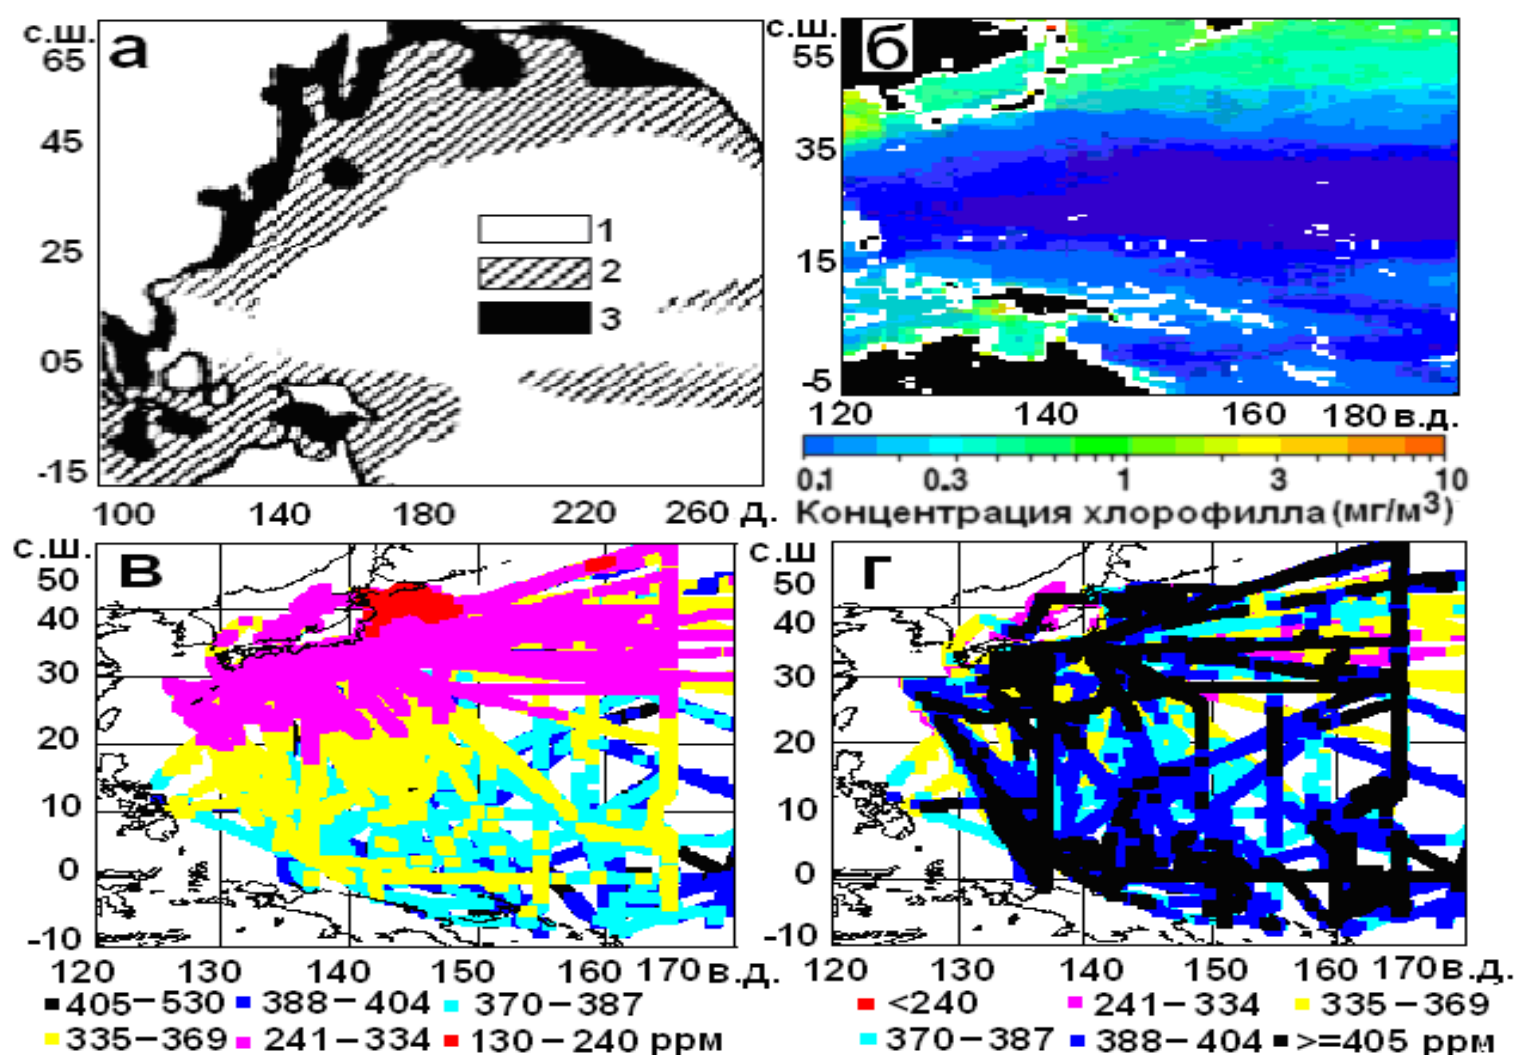 с.ш.
65
45
25
05
-15
а
1
2
3
100 140 180 220 260 д.
с.ш.
55
35
15
-5
б
120 140 160 180 в.д.
0.1 0.3 1 3 10
Концентрация хлорофилла (мг/м³)
с.ш.
50
40
30
20
10
0
-10
в
120 130 140 150 160 170 в.д.
405–530 388–404 370–387
335–369 241–334 130–240 ppm
с.ш
50
40
30
20
10
0
-10
г
120 130 140 150 160 170 в.д.
<240 241–334 335–369
370–387 388–404 >=405 ppm